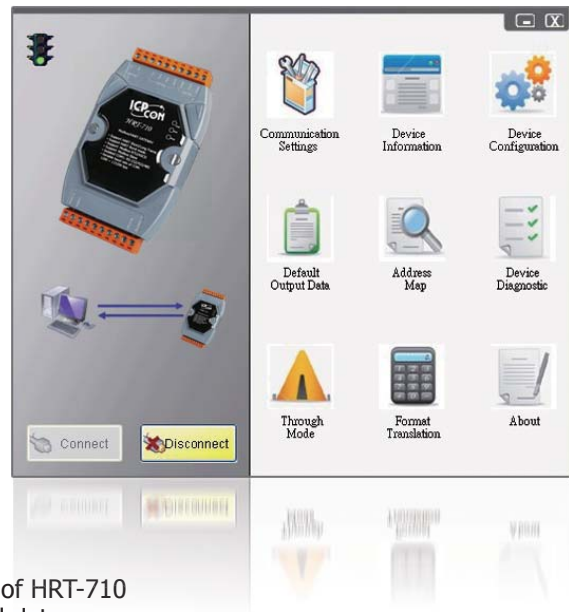 ICP CON
HRT-710
Connect
Disconnect
Communication
Settings
Device
Information
Device
Configuration
Default
Output Data
Address
Map
Device
Diagnostic
Through
Mode
Format
Translation
About
of HRT-710